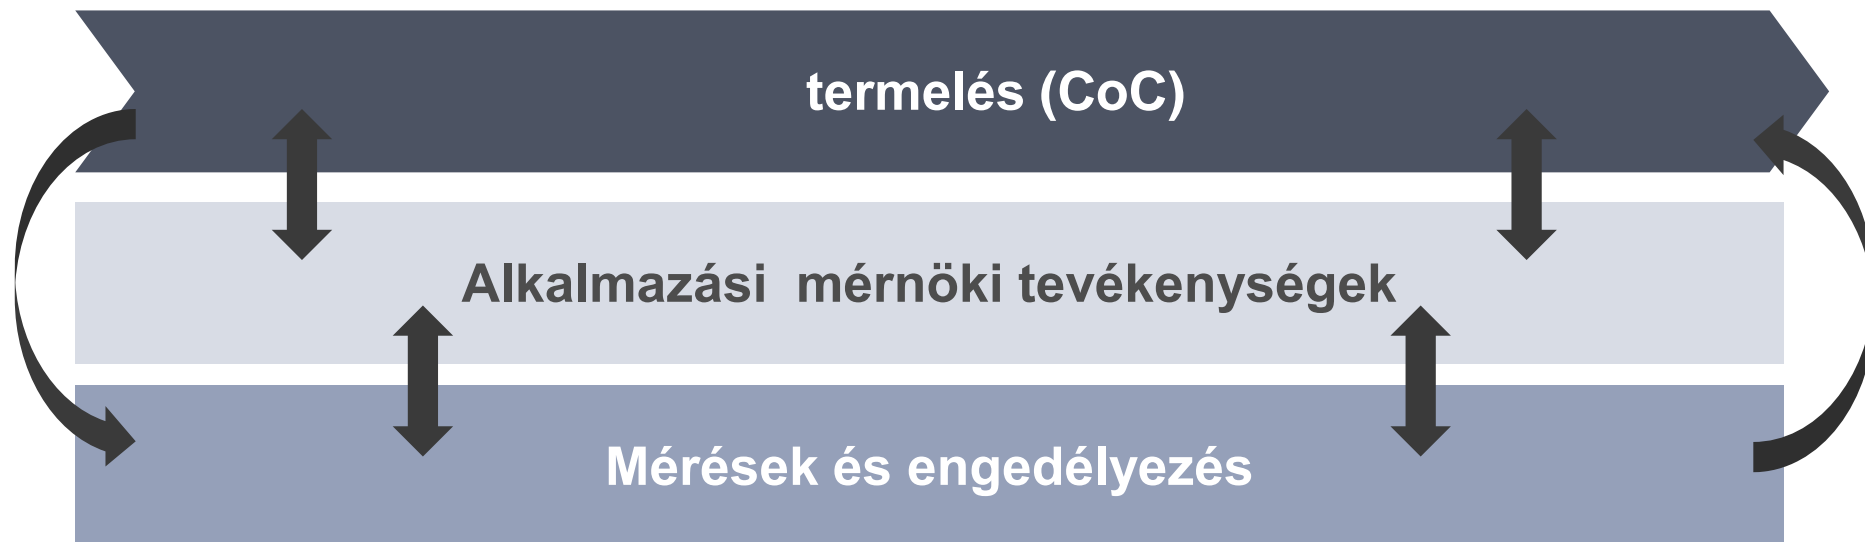 termelés (CoC)
Alkalmazási  mérnöki tevékenységek
Mérések és engedélyezés